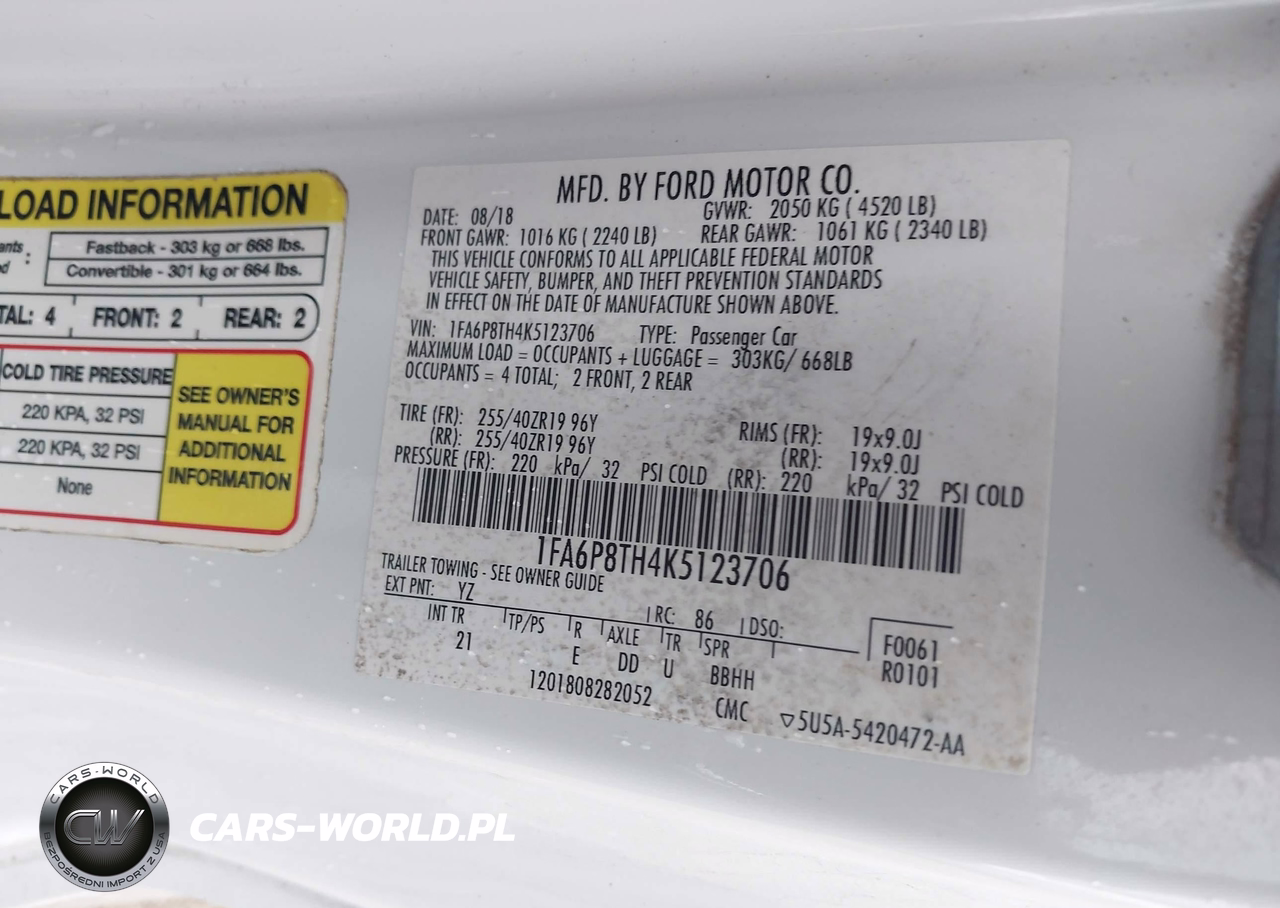 LOAD INFORMATION
ants :
d
Fastback - 303 kg or 668 lbs.
Convertible - 301 kg or 664 lbs.
TAL: 4 FRONT: 2 REAR: 2
COLD TIRE PRESSURE
220 KPA, 32 PSI
220 KPA, 32 PSI
None
SEE OWNER'S
MANUAL FOR
ADDITIONAL
INFORMATION
MFD. BY FORD MOTOR CO.
DATE: 08/18 GVWR: 2050 KG ( 4520 LB)
FRONT GAWR: 1016 KG ( 2240 LB) REAR GAWR: 1061 KG ( 2340 LB)
THIS VEHICLE CONFORMS TO ALL APPLICABLE FEDERAL MOTOR
VEHICLE SAFETY, BUMPER, AND THEFT PREVENTION STANDARDS
IN EFFECT ON THE DATE OF MANUFACTURE SHOWN ABOVE.
VIN: 1FA6P8TH4K5123706 TYPE: Passenger Car
MAXIMUM LOAD = OCCUPANTS + LUGGAGE = 303KG/ 668LB
OCCUPANTS = 4 TOTAL; 2 FRONT, 2 REAR
TIRE (FR): 255/40ZR19 96Y RIMS (FR): 19x9.0J
(RR): 255/40ZR19 96Y (RR): 19x9.0J
PRESSURE (FR): 220 kPa/ 32 PSI COLD (RR): 220 kPa/ 32 PSI COLD
1FA6P8TH4K5123706
TRAILER TOWING - SEE OWNER GUIDE
EXT PNT: YZ RC: 86 DSO:
INT TR TP/PS R AXLE TR SPR F0061
21 E DD U BBHH R0101
1201808282052 CMC ▽5U5A-5420472-AA
CARS-WORLD
CW
BEZPOŚREDNI IMPORT Z USA
CARS-WORLD.PL